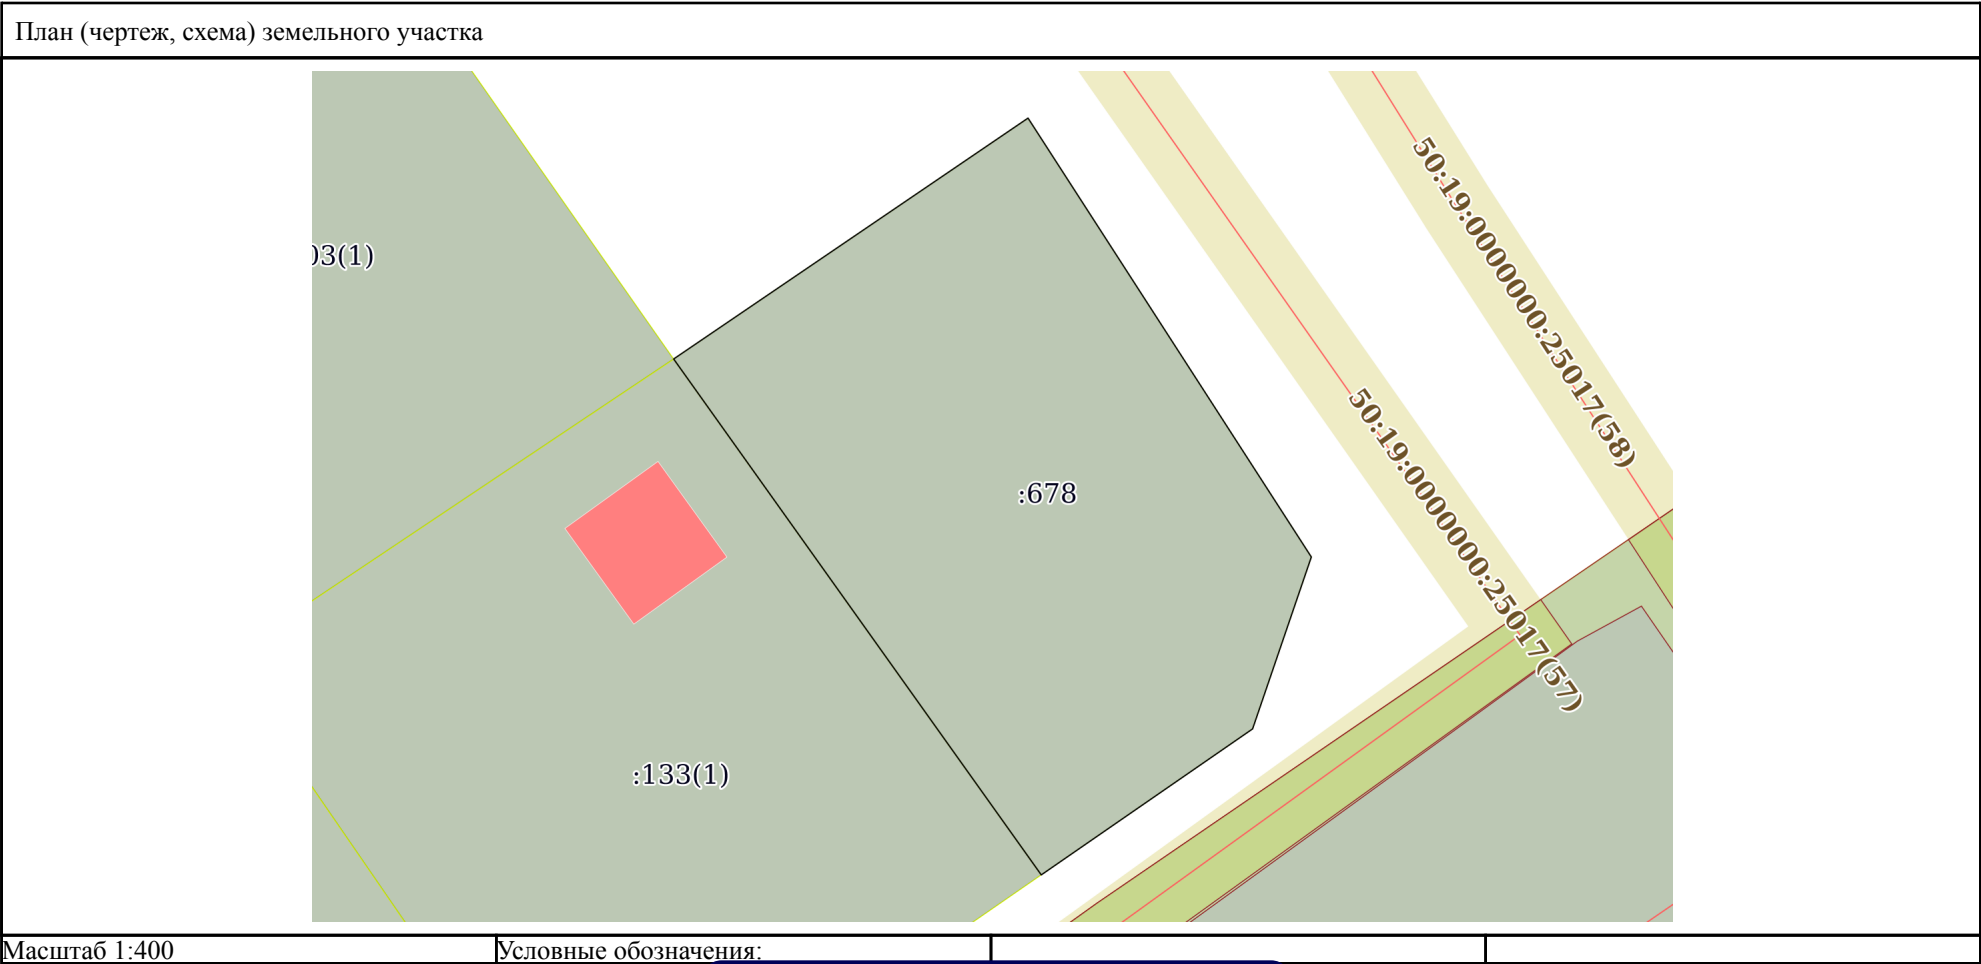 План (чертеж, схема) земельного участка
50:19:0000000:25017(58)
03(1)
50:19:0000000:25017(57)
:678
:133(1)
Масштаб 1:400
Условные обозначения: